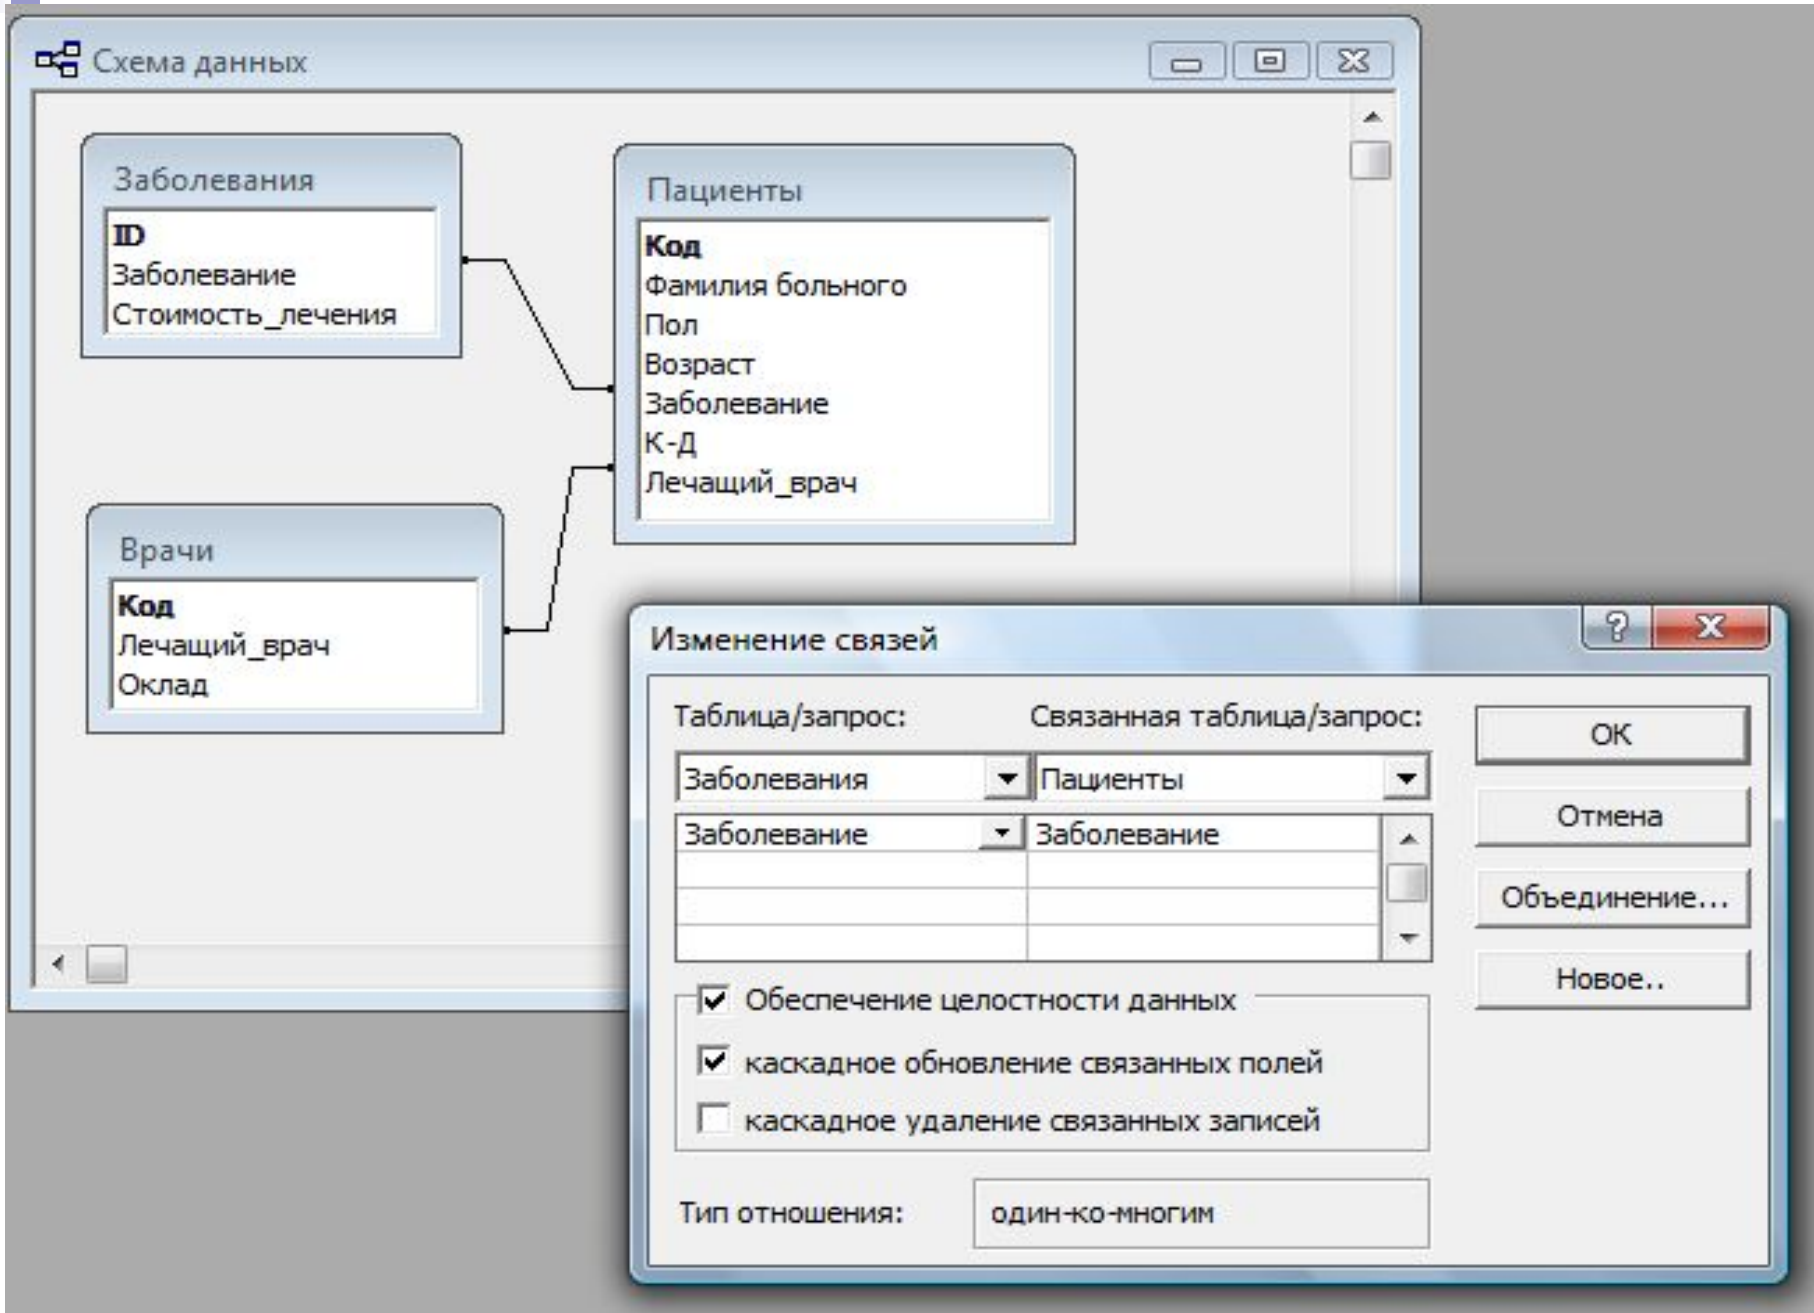 Схема данных
Заболевания
ID
Заболевание
Стоимость_лечения
Пациенты
Код
Фамилия больного
Пол
Возраст
Заболевание
К-Д
Лечащий_врач
Врачи
Код
Лечащий_врач
Оклад
Изменение связей
?
Таблица/запрос: Связанная таблица/запрос:
Заболевания Пациенты
Заболевание Заболевание
ОК
Отмена
Объединение...
Новое..
Обеспечение целостности данных
каскадное обновление связанных полей
каскадное удаление связанных записей
Тип отношения: один-ко-многим